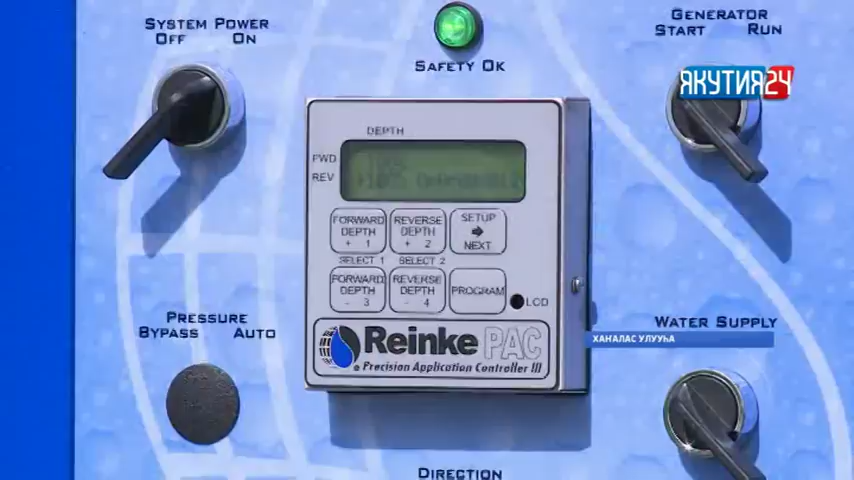 SYSTEM POWER
OFF ON
SAFETY OK
GENERATOR
START RUN
ЯКУТИЯ24
DEPTH
FWD
REV
FORWARD DEPTH + 1
REVERSE DEPTH + 2
SETUP NEXT
SELECT 1 SELECT 2
FORWARD DEPTH - 3
REVERSE DEPTH - 4
PROGRAM
LCD
Reinke PAC
Precision Application Controller III
PRESSURE
BYPASS AUTO
WATER SUPPLY
ХАНАЛАС УЛУУҺА
DIRECTION